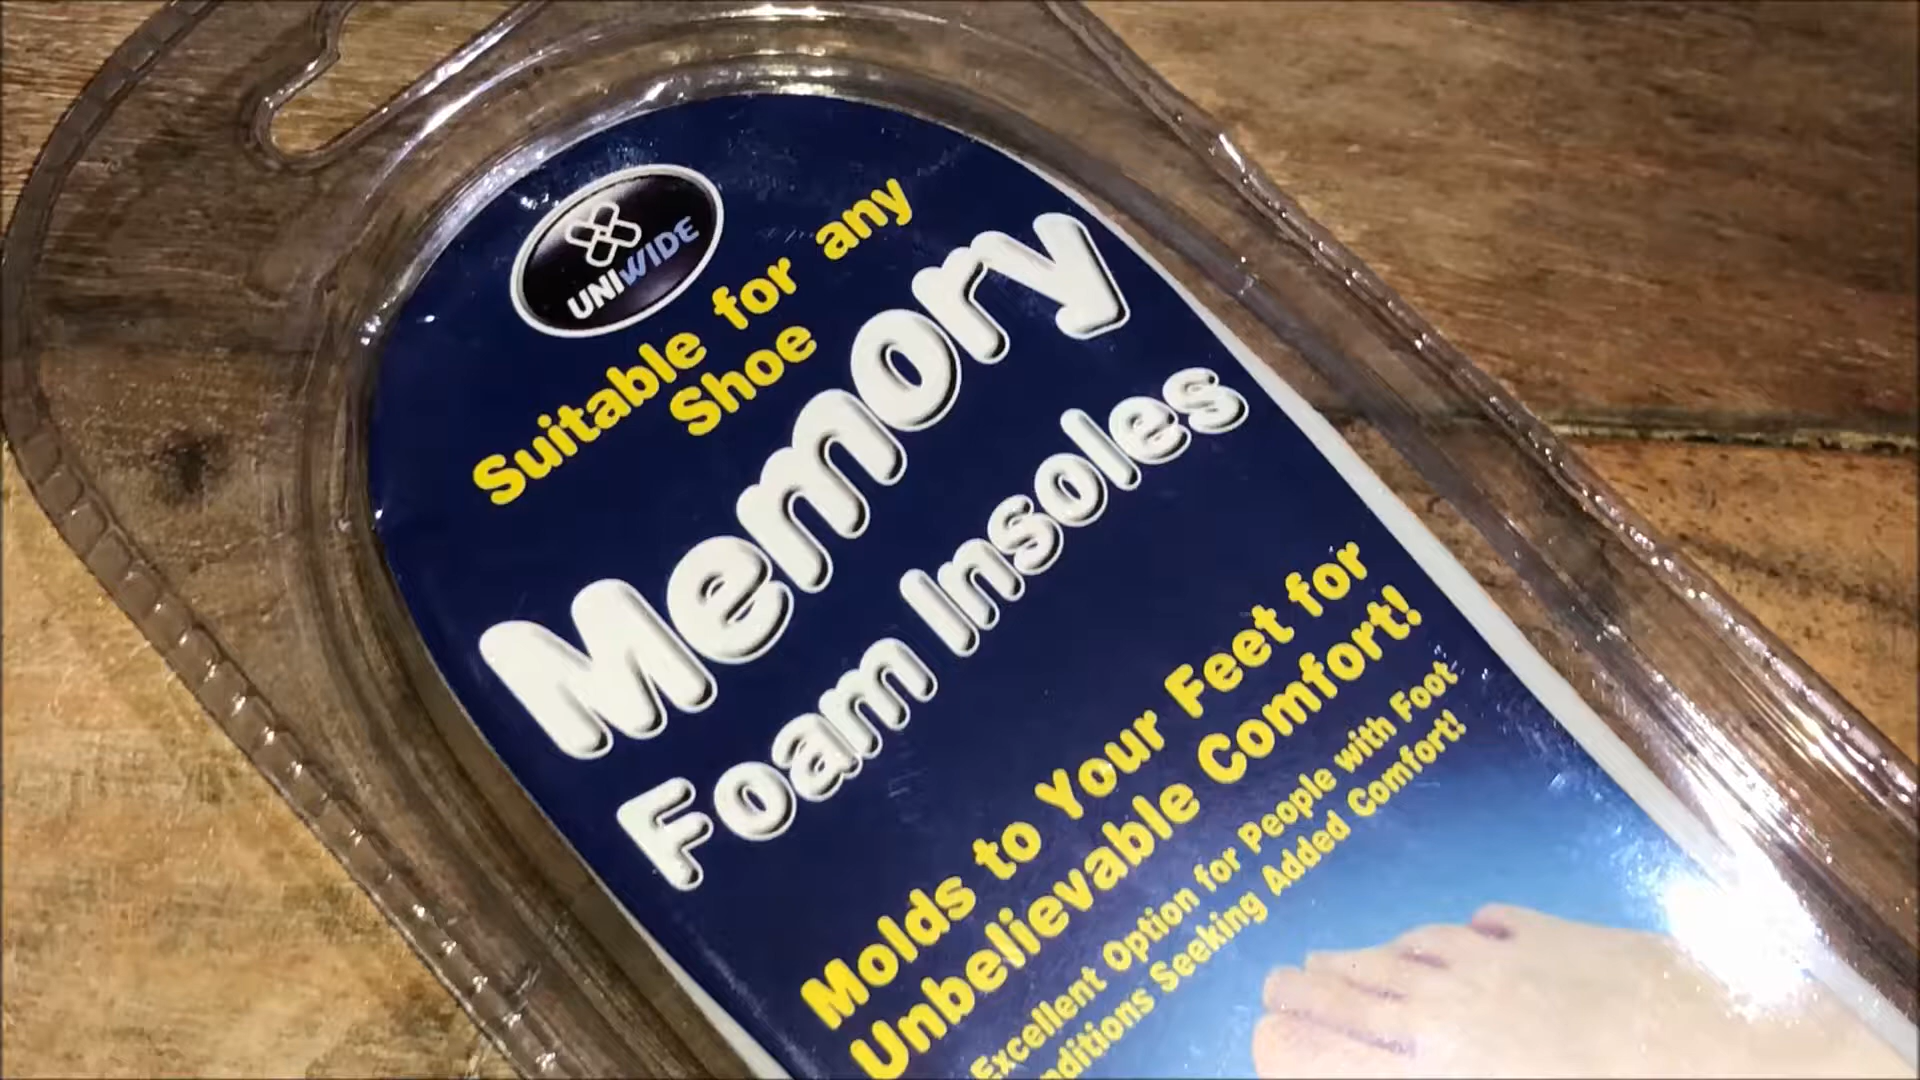 UNIWIDE
Suitable for any
Shoe
Memory
Foam Insoles
Molds to Your Feet for
Unbelievable Comfort!
Excellent Option for People with Foot
Seeking Added Comfort!